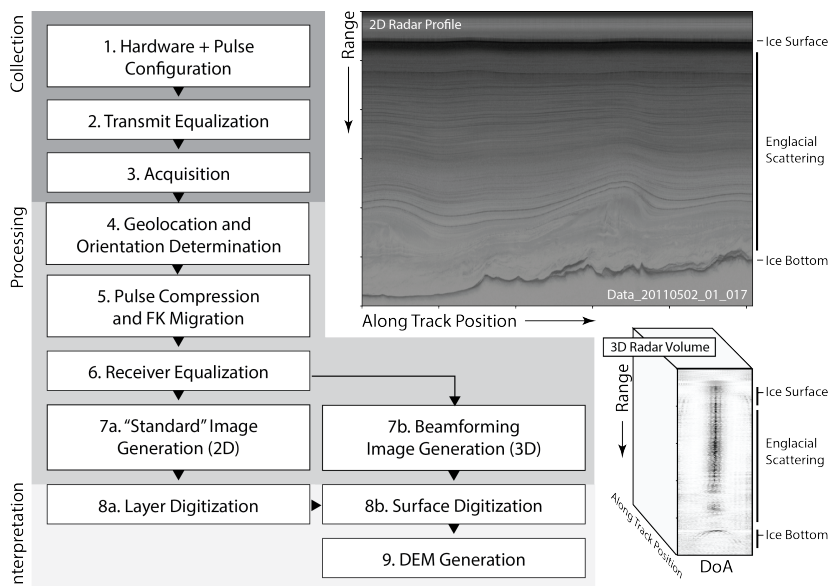 Collection
1. Hardware + Pulse
Configuration
2. Transmit Equalization
3. Acquisition
Processing
4. Geolocation and
Orientation Determination
5. Pulse Compression
and FK Migration
6. Receiver Equalization
7a. “Standard” Image
Generation (2D)
7b. Beamforming
Image Generation (3D)
nterpretation
8a. Layer Digitization
8b. Surface Digitization
9. DEM Generation
2D Radar Profile
Range
Ice Surface
Englacial
Scattering
Ice Bottom
Data_20110502_01_017
Along Track Position
3D Radar Volume
Range
Ice Surface
Englacial
Scattering
Ice Bottom
Along Track Position
DoA